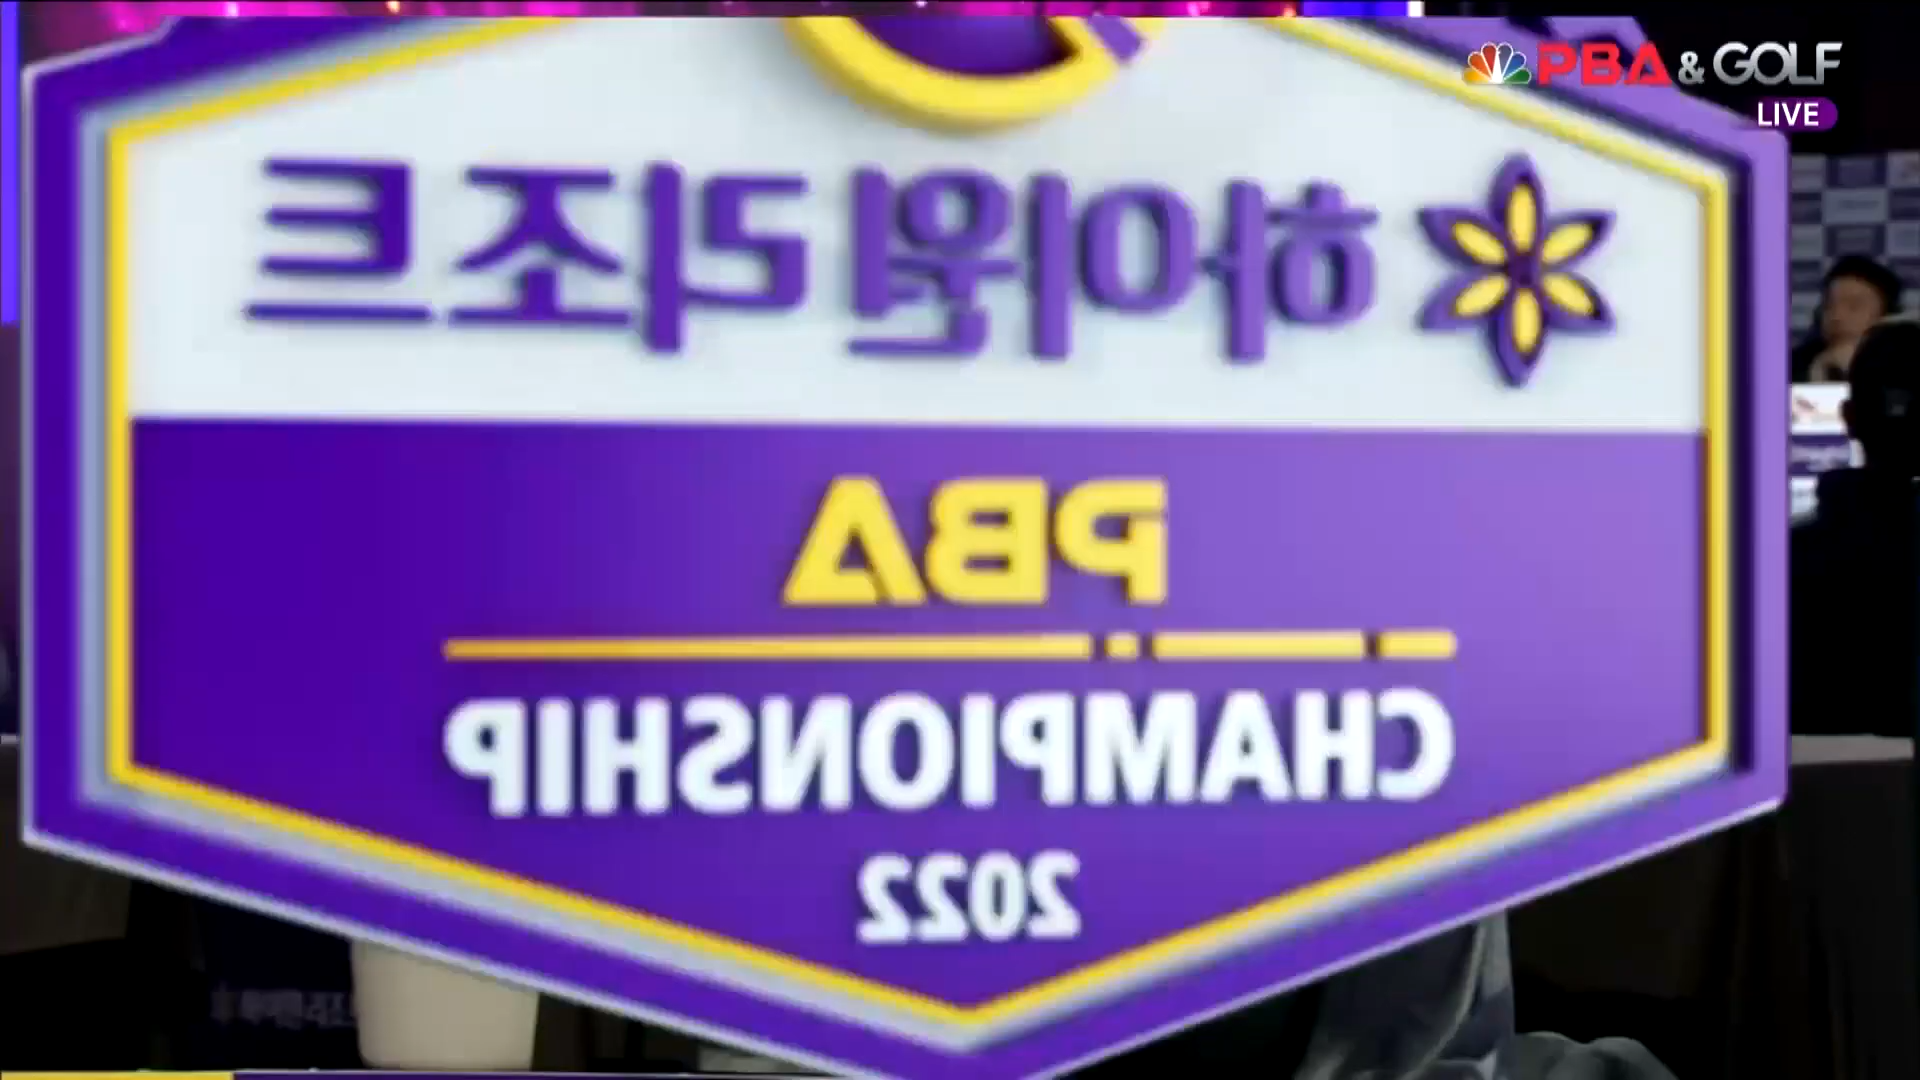 PBA & GOLF
LIVE
하이원리조트
PBA
CHAMPIONSHIP
2022